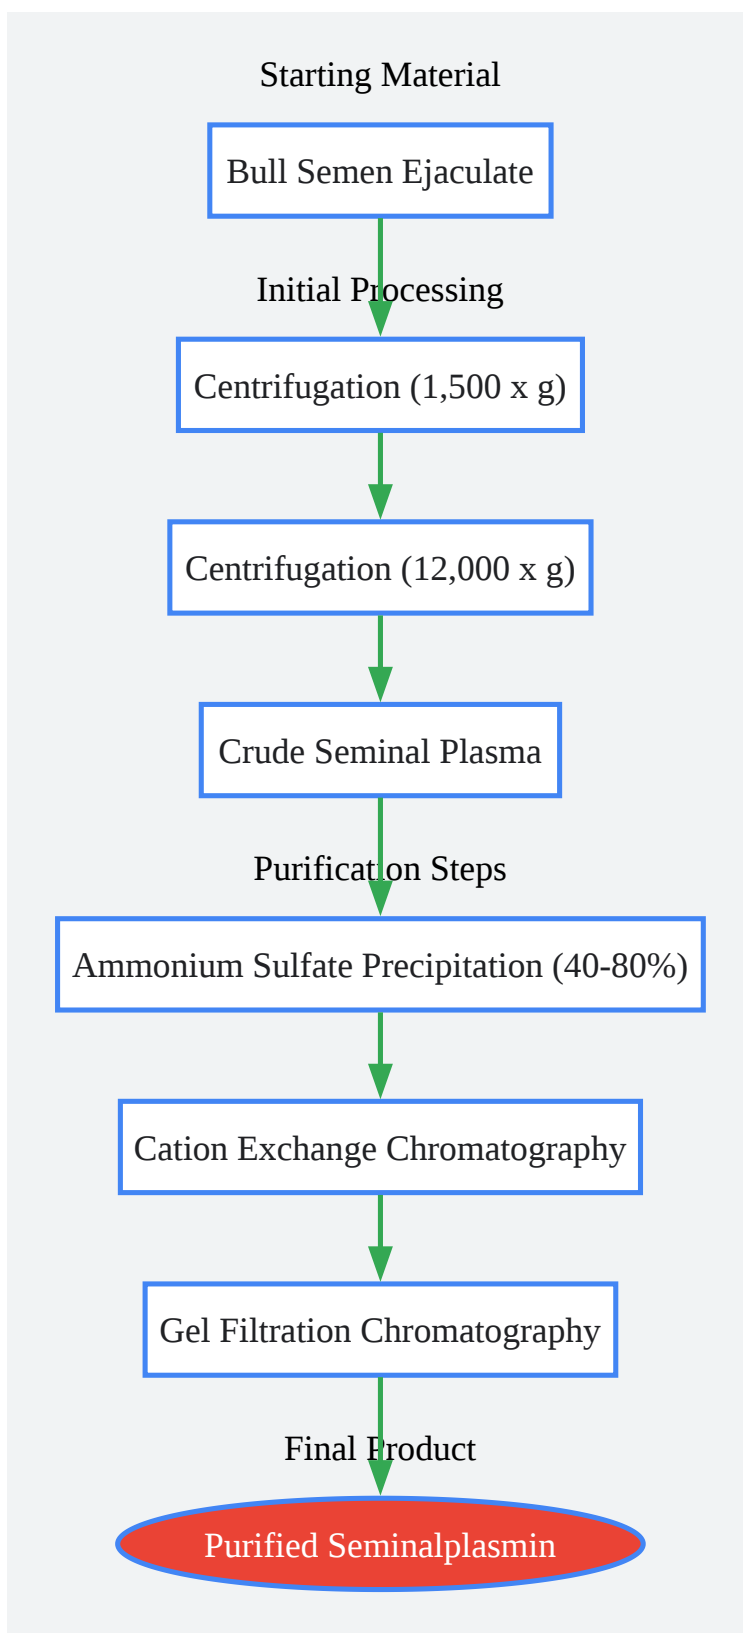 Starting Material
Bull Semen Ejaculate
Initial Processing
Centrifugation (1,500 x g)
Centrifugation (12,000 x g)
Crude Seminal Plasma
Purification Steps
Ammonium Sulfate Precipitation (40-80%)
Cation Exchange Chromatography
Gel Filtration Chromatography
Final Product
Purified Seminalplasmin